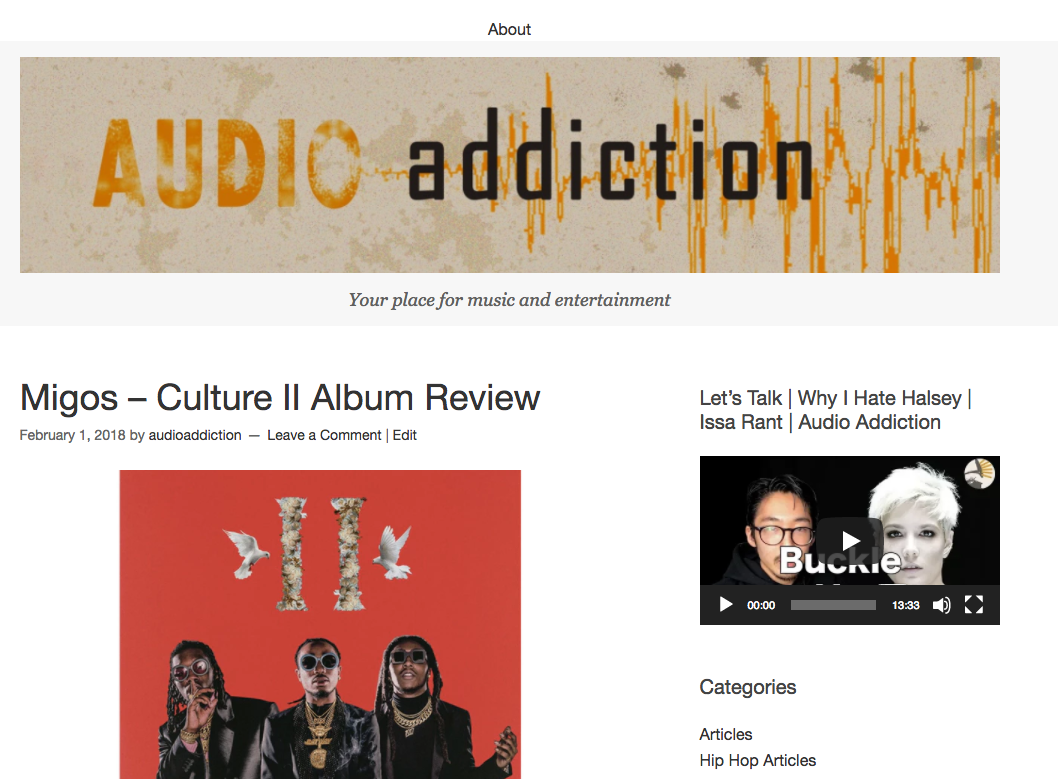 About
AUDIO addiction
Your place for music and entertainment
Migos – Culture II Album Review
February 1, 2018 by audioaddiction — Leave a Comment | Edit
II
Let's Talk | Why I Hate Halsey |
Issa Rant | Audio Addiction
Buckle
00:00 13:33
Categories
Articles
Hip Hop Articles